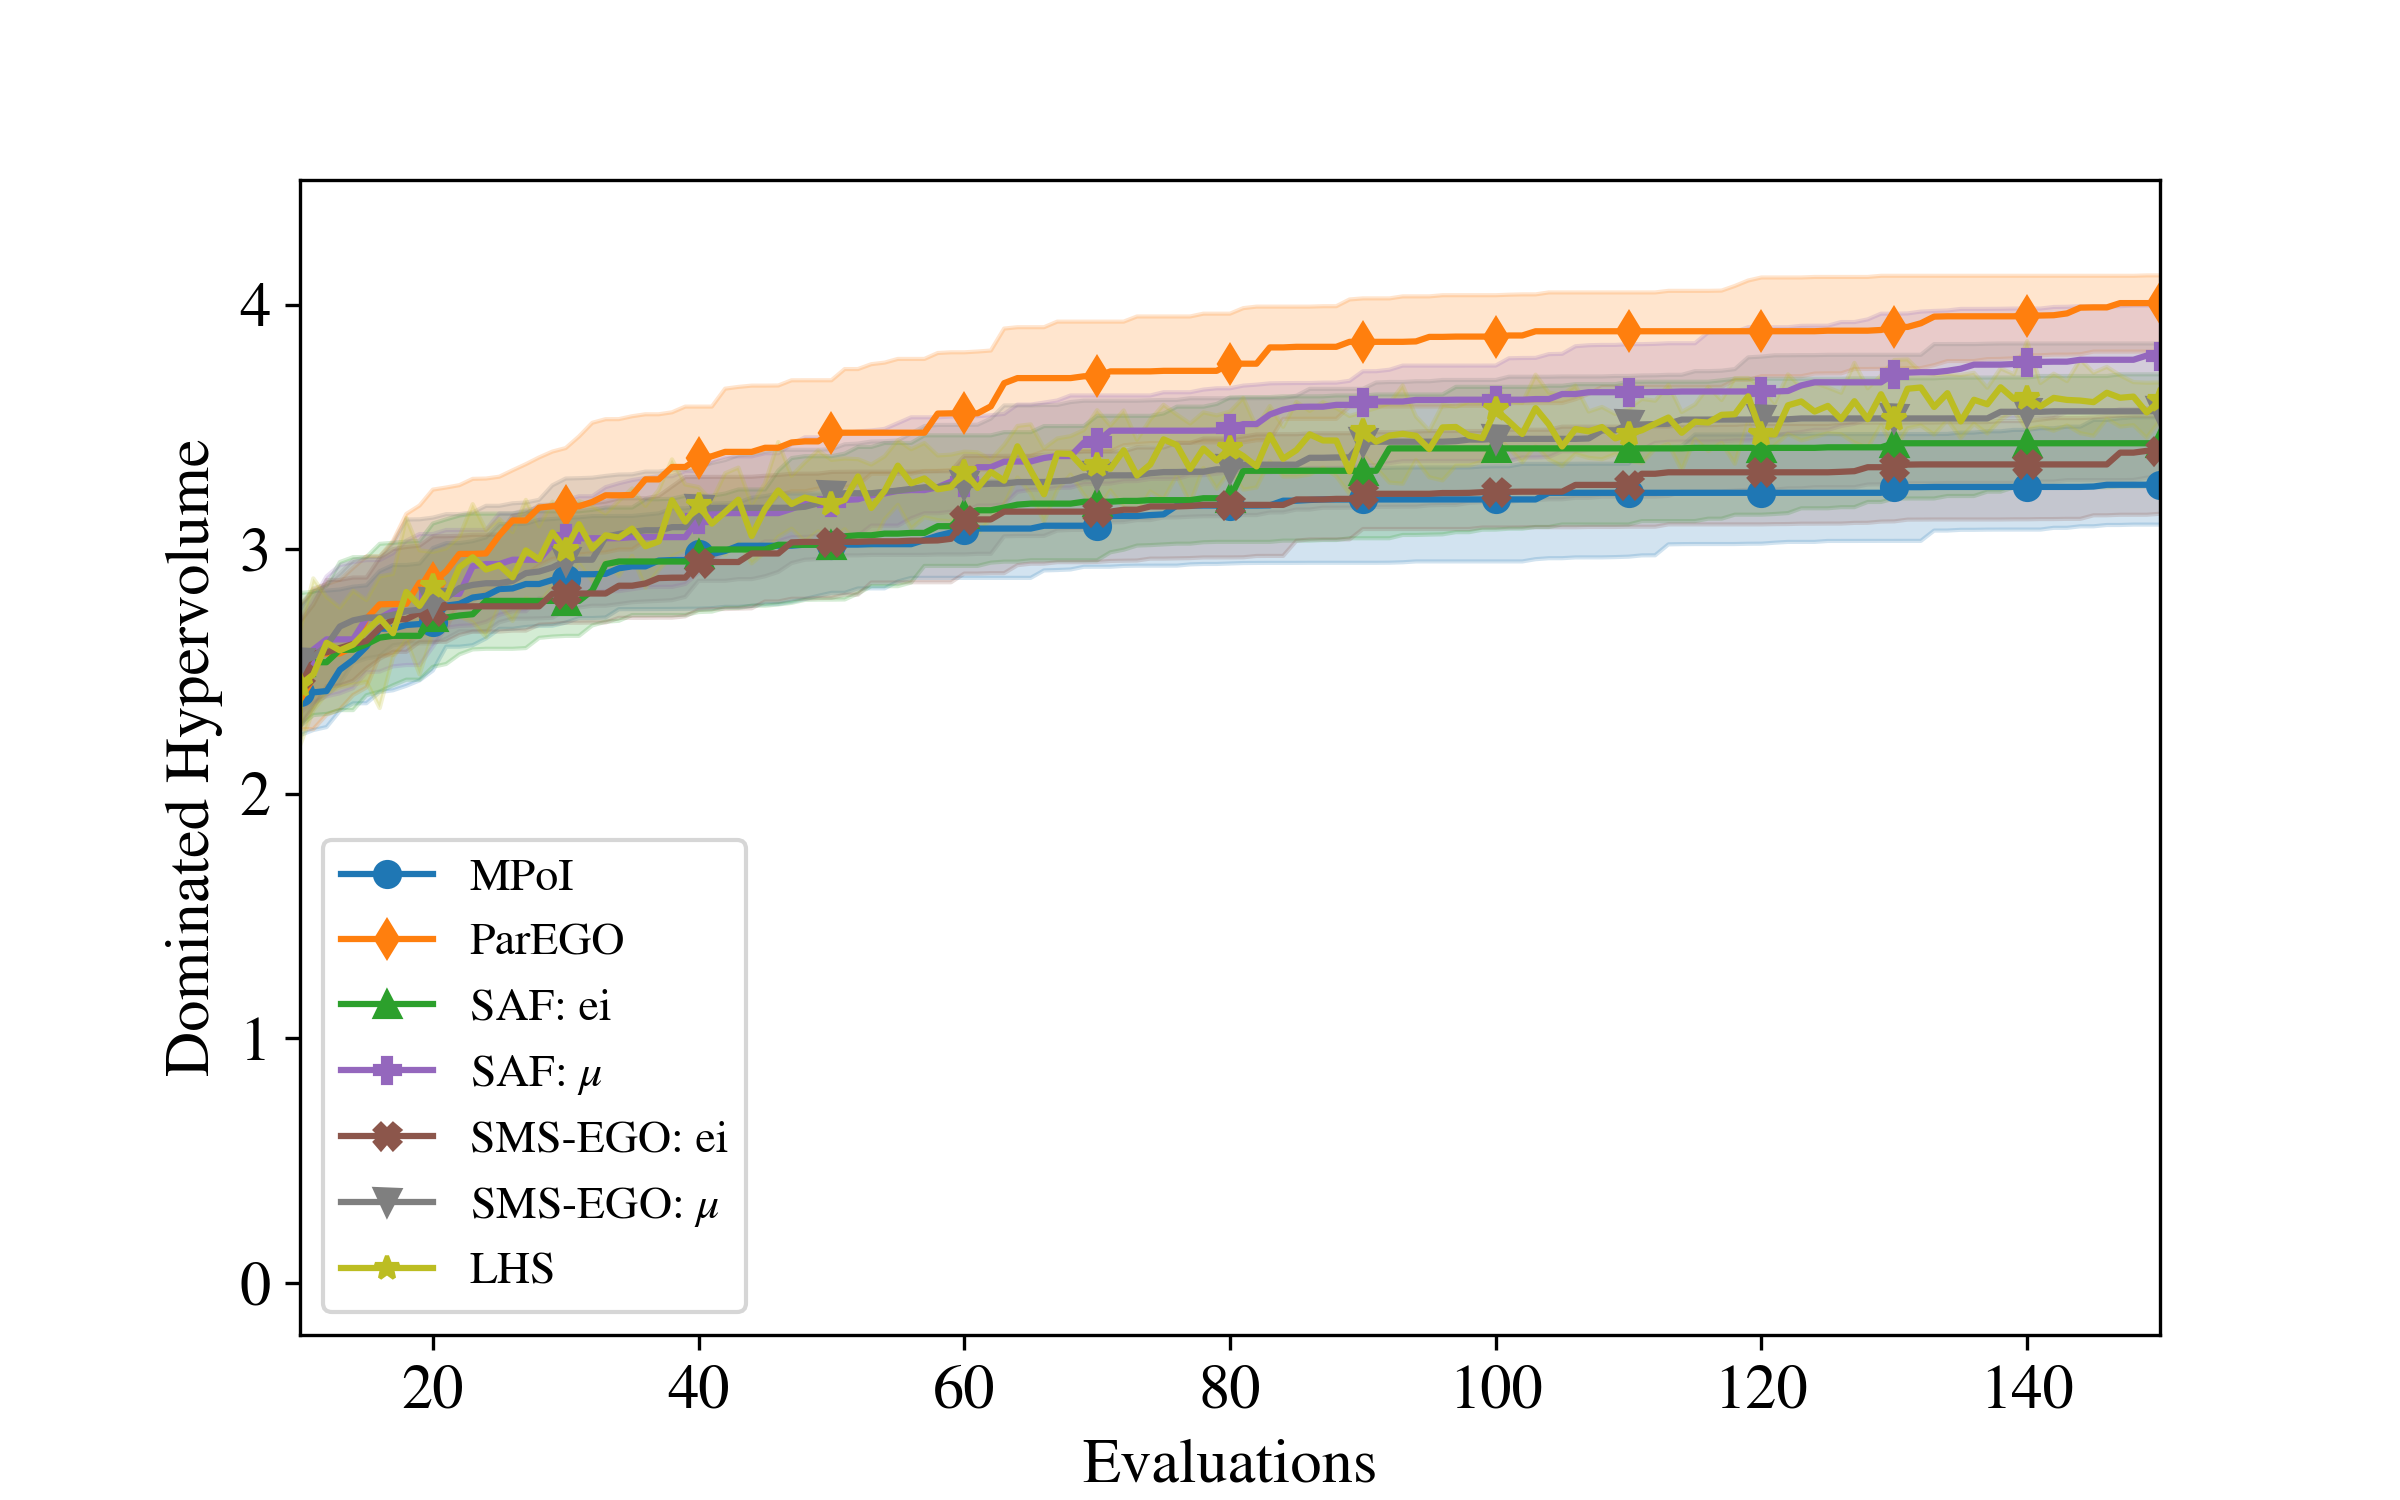 4
3
2
1
0
Dominated Hypervolume
MPoI
ParEGO
SAF: ei
SAF: μ
SMS-EGO: ei
SMS-EGO: μ
LHS
20 40 60 80 100 120 140
Evaluations